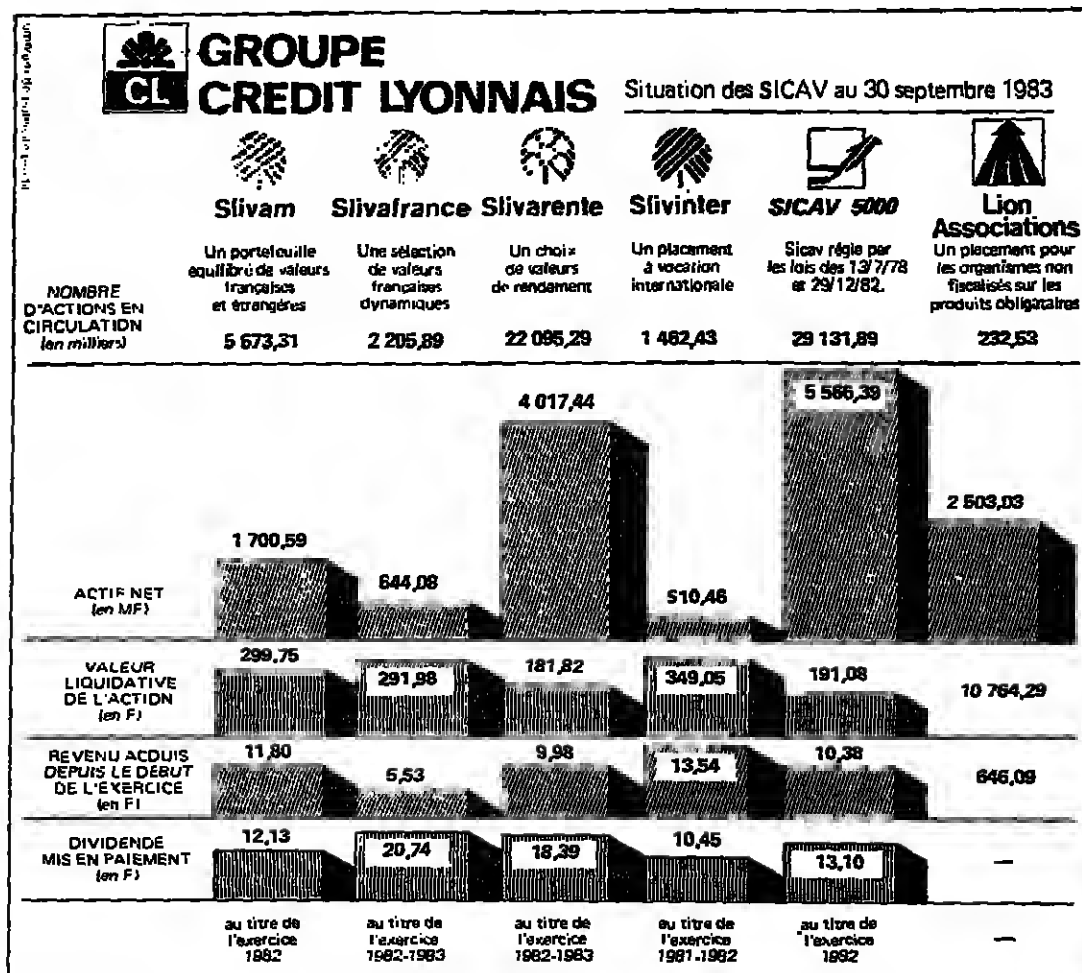 CL
GROUPE
CREDIT LYONNAIS
Situation des SICAV au 30 septembre 1983
Slivam
Un portefeuille
équilibré de valeurs
françaises
et étrangères
Slivafrance
Une sélection
de valeurs
françaises
dynamiques
Slivarente
Un choix
de valeurs
de rendement
Slivinter
Un placement
à vocation
internationale
SICAV 5000
Sicav régie par
les lois des 13/7/78
et 29/12/82.
Lion
Associations
Un placement pour
les organismes non
fiscalisés sur les
produits obligataires
NOMBRE
D'ACTIONS EN
CIRCULATION
(en milliers)
5 673,31 2 205,89 22 095,29 1 462,43 29 131,89 232,53
ACTIF NET
(en MF)
1 700,59 644,08 4 017,44 510,46 5 566,39 2 503,03
VALEUR
LIQUIDATIVE
DE L'ACTION
(en F)
299,75 291,98 181,82 349,05 191,08 10 764,29
REVENU ACQUIS
DEPUIS LE DÉBUT
DE L'EXERCICE
(en F)
11,80 5,53 9,98 13,54 10,38 646,09
DIVIDENDE
MIS EN PAIEMENT
(en F)
12,13 20,74 18,39 10,45 13,10 —
au titre de
l'exercice
1982
au titre de
l'exercice
1982-1983
au titre de
l'exercice
1982-1983
au titre de
l'exercice
1981-1982
au titre de
l'exercice
1982
—